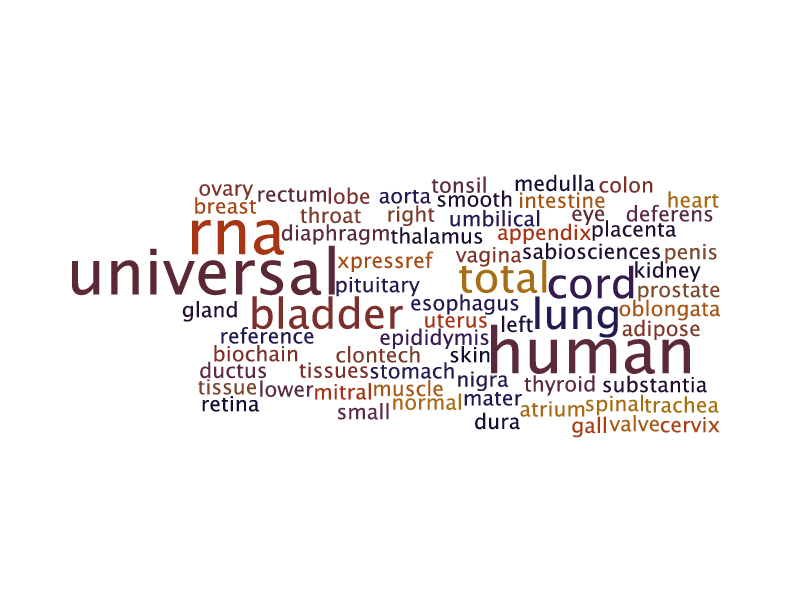 ovary rectum lobe aorta tonsil smooth medulla colon
breast throat right umbilical intestine eye deferens heart
rna diaphragm thalamus appendix placenta
universal xpressref pituitary vagina sabiosciences penis
total cord kidney prostate
gland bladder esophagus uterus left lung oblongata adipose
reference epididymis human
biochain clontech skin
ductus tissues stomach nigra thyroid substantia
tissue lower mitral muscle normal mater atrium spinal trachea
retina small dura gall valve cervix